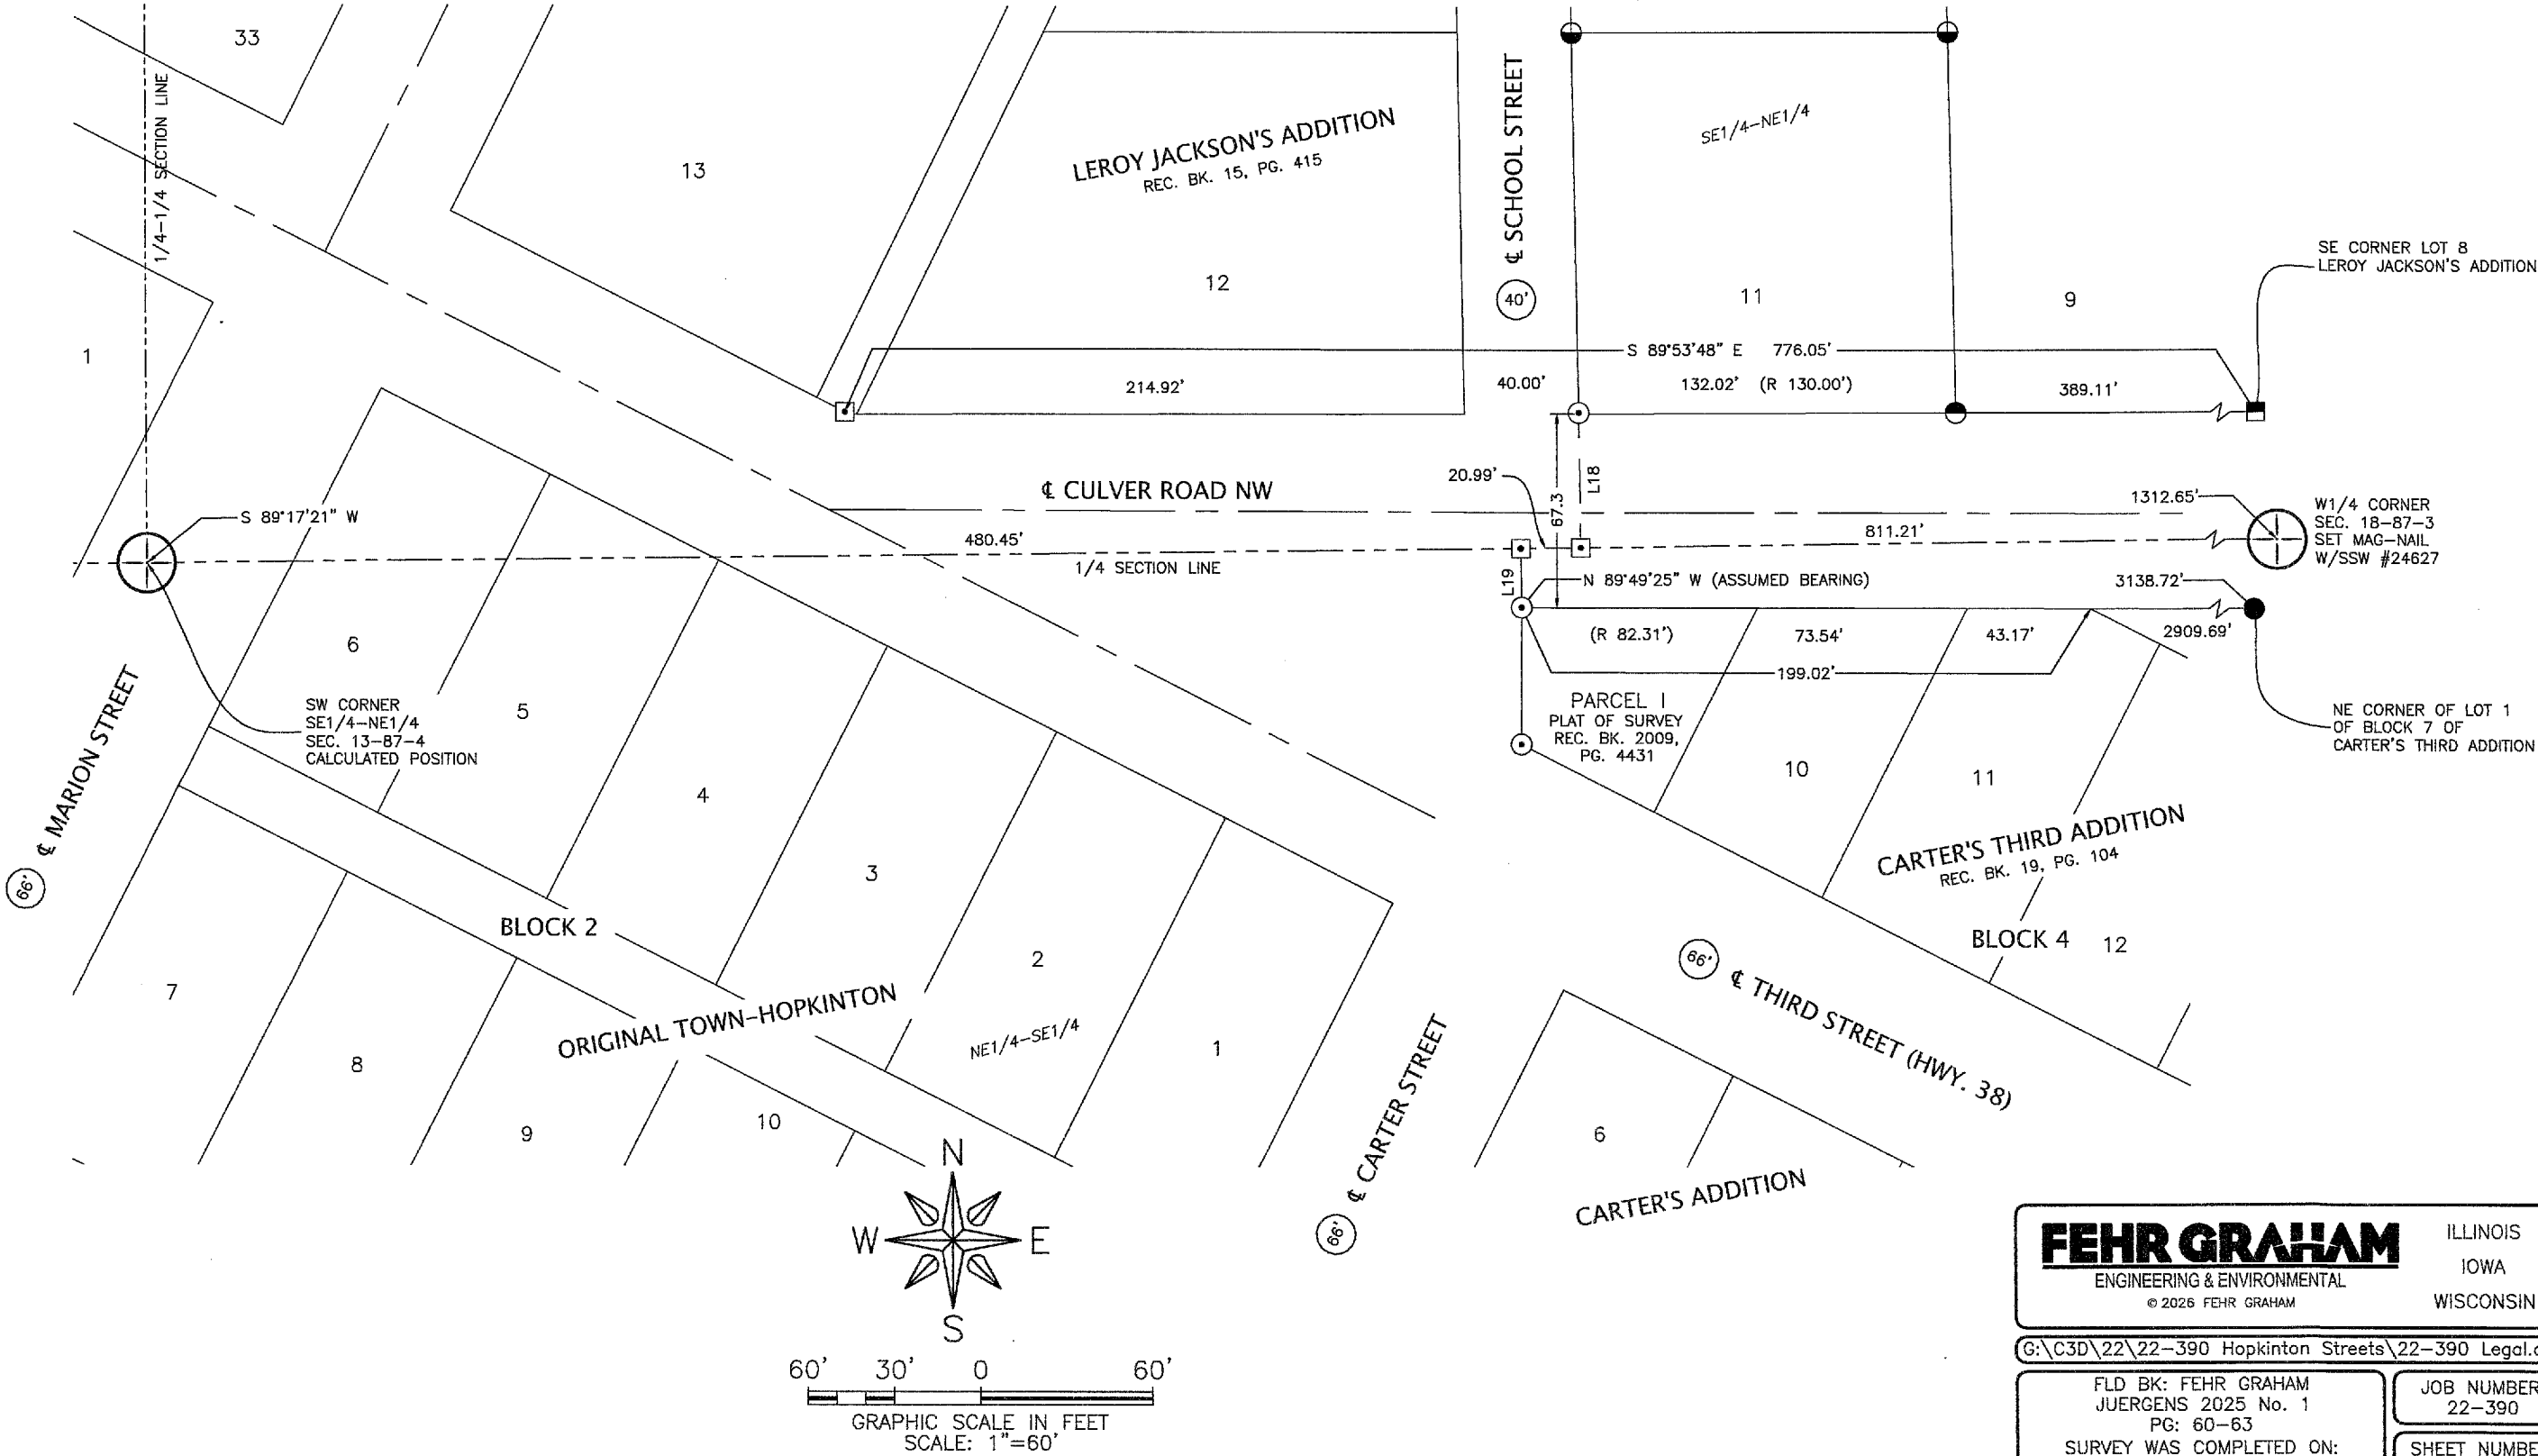 33
1/4-1/4 SECTION LINE
13
LEROY JACKSON'S ADDITION
REC. BK. 15, PG. 415
12
℄ SCHOOL STREET
40'
SE1/4-NE1/4
11
9
SE CORNER LOT 8
LEROY JACKSON'S ADDITION
1
S 89°53'48" E 776.05'
214.92'
40.00'
132.02' (R 130.00')
389.11'
S 89°17'21" W
℄ CULVER ROAD NW
480.45'
1/4 SECTION LINE
20.99'
67.3
L18
L19
811.21'
1312.65'
W1/4 CORNER
SEC. 18-87-3
SET MAG-NAIL
W/SSW #24627
N 89°49'25" W (ASSUMED BEARING)
3138.72'
(R 82.31')
73.54'
43.17'
2909.69'
199.02'
NE CORNER OF LOT 1
OF BLOCK 7 OF
CARTER'S THIRD ADDITION
PARCEL I
PLAT OF SURVEY
REC. BK. 2009,
PG. 4431
10
11
CARTER'S THIRD ADDITION
REC. BK. 19, PG. 104
BLOCK 4
12
SW CORNER
SE1/4-NE1/4
SEC. 13-87-4
CALCULATED POSITION
℄ MARION STREET
66'
6
5
4
3
2
1
BLOCK 2
7
8
9
10
ORIGINAL TOWN-HOPKINTON
NE1/4-SE1/4
℄ CARTER STREET
66'
66'
℄ THIRD STREET (HWY. 38)
6
CARTER'S ADDITION
N
W
E
S
60' 30' 0 60'
GRAPHIC SCALE IN FEET
SCALE: 1"=60'
FEHR GRAHAM
ENGINEERING & ENVIRONMENTAL
© 2026 FEHR GRAHAM
ILLINOIS
IOWA
WISCONSIN
G:\C3D\22\22-390 Hopkinton Streets\22-390 Legal.d
FLD BK: FEHR GRAHAM
JUERGENS 2025 No. 1
PG: 60-63
SURVEY WAS COMPLETED ON:
JOB NUMBER
22-390
SHEET NUMBE